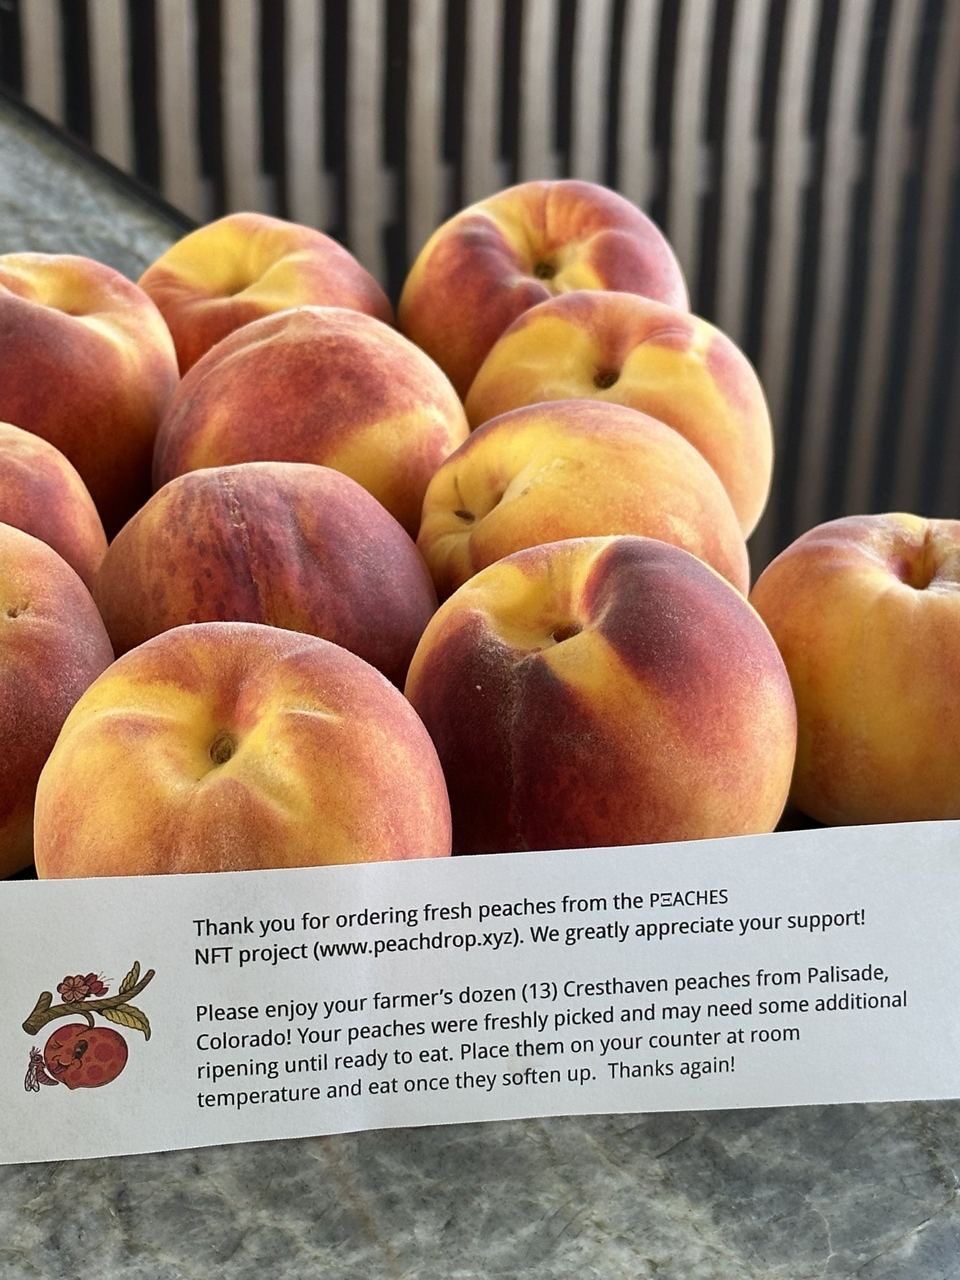 Thank you for ordering fresh peaches from the PΞACHES
NFT project (www.peachdrop.xyz). We greatly appreciate your support!
Please enjoy your farmer’s dozen (13) Cresthaven peaches from Palisade,
Colorado! Your peaches were freshly picked and may need some additional
ripening until ready to eat. Place them on your counter at room
temperature and eat once they soften up.  Thanks again!